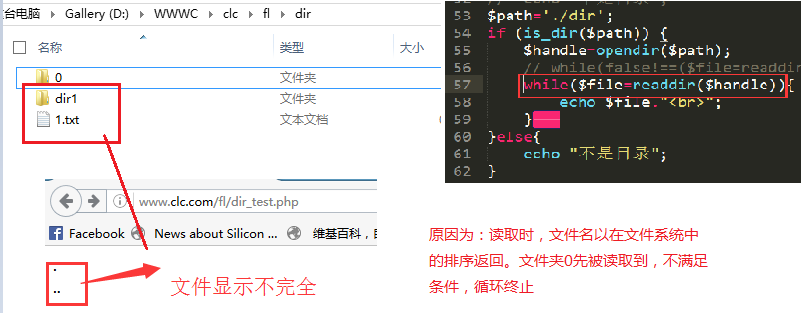 台电脑 > Gallery (D:) > WWWC > clc > fl > dir
名称 类型 大小
0 文件夹
dir1 文件夹
1.txt 文本文档
www.clc.com/fl/dir_test.php
Facebook News about Silicon ... 维基百科，
.
..
文件显示不完全
53 $path='./dir';
54 if (is_dir($path)) {
55 $handle=opendir($path);
56 // while(false!==($file=readdir
57 while($file=readdir($handle)){
58 echo $file."<br>";
59 }
60 }else{
61 echo "不是目录";
62 }
原因为：读取时，文件名以在文件系统中
的排序返回。文件夹0先被读取到，不满足
条件，循环终止